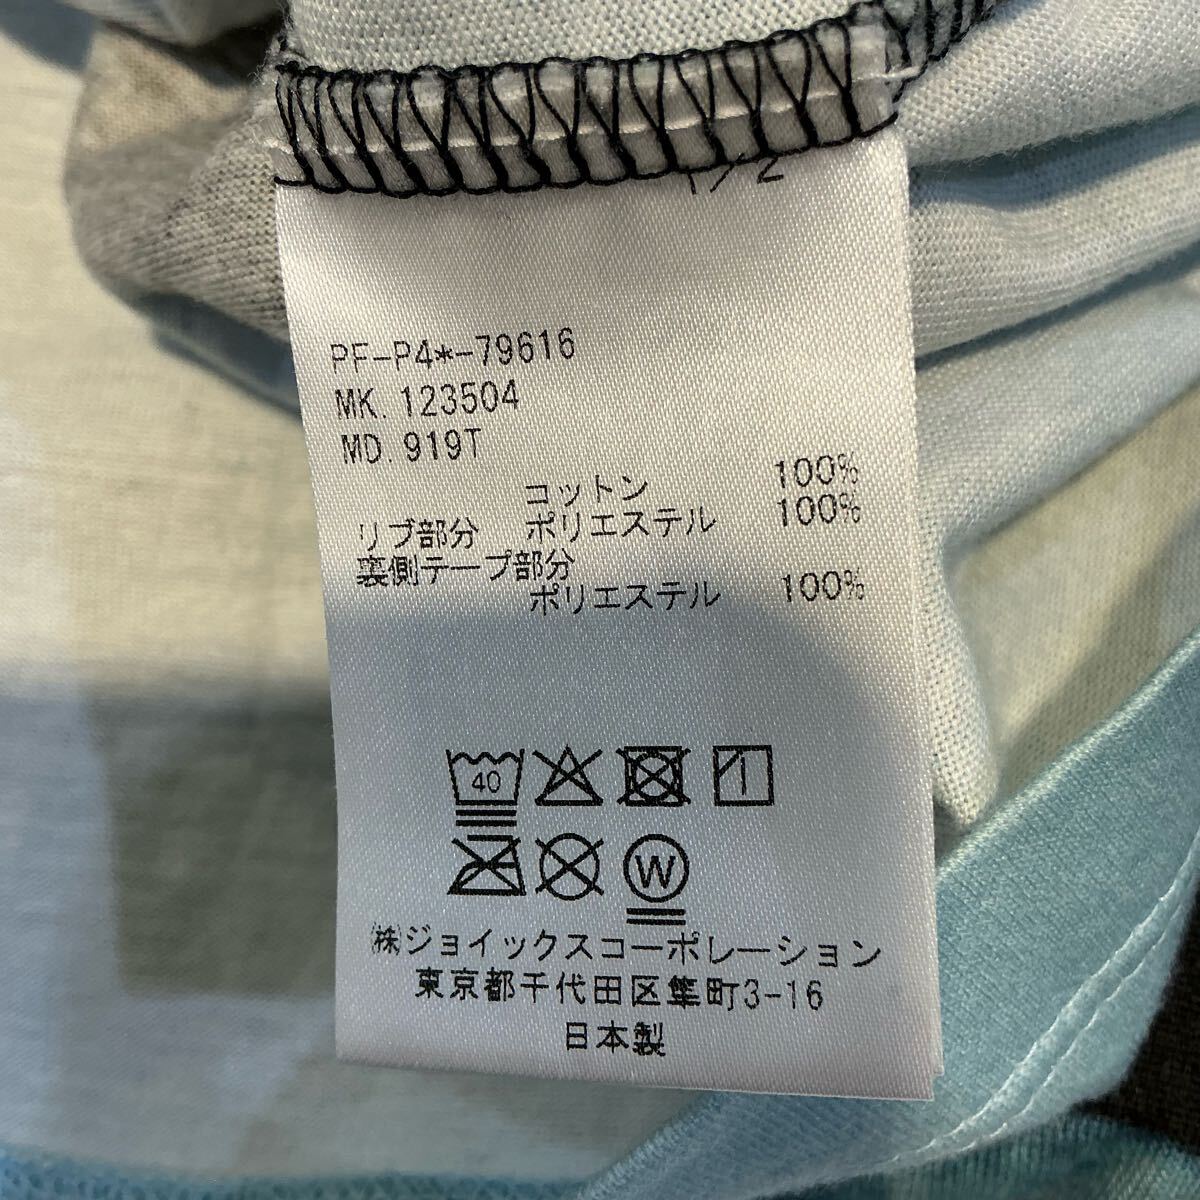 1/2
PF-P4*-79616
MK. 123504
MD. 919T
コットン 100%
リブ部分 ポリエステル 100%
裏側テープ部分
ポリエステル 100%
40
W
㈱ジョイックスコーポレーション
東京都千代田区隼町3-16
日本製